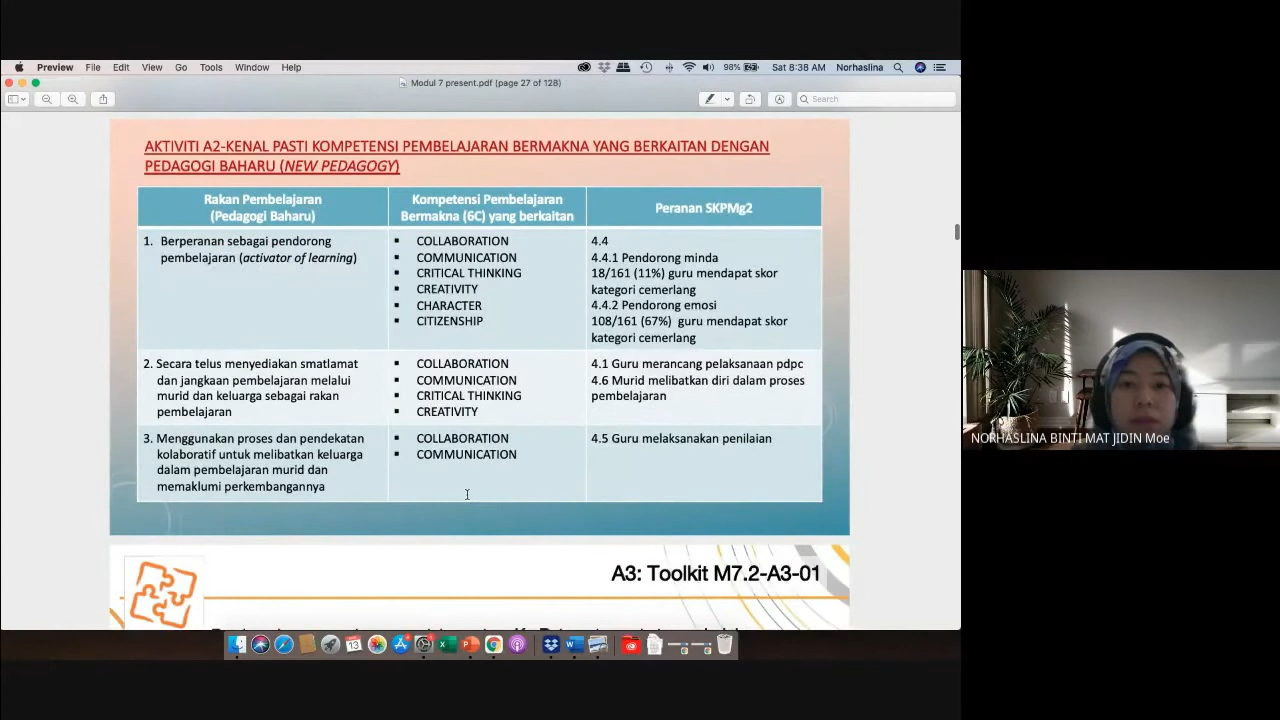 Preview File Edit View Go Tools Window Help
98% Sat 8:38 AM Norhaslina
Modul 7 present.pdf (page 27 of 128)
Search
AKTIVITI A2-KENAL PASTI KOMPETENSI PEMBELAJARAN BERMAKNA YANG BERKAITAN DENGAN
PEDAGOGI BAHARU (NEW PEDAGOGY)
Rakan Pembelajaran
(Pedagogi Baharu)
Kompetensi Pembelajaran
Bermakna (6C) yang berkaitan
Peranan SKPMg2
1. Berperanan sebagai pendorong
pembelajaran (activator of learning)
▪ COLLABORATION
▪ COMMUNICATION
▪ CRITICAL THINKING
▪ CREATIVITY
▪ CHARACTER
▪ CITIZENSHIP
4.4
4.4.1 Pendorong minda
18/161 (11%) guru mendapat skor
kategori cemerlang
4.4.2 Pendorong emosi
108/161 (67%) guru mendapat skor
kategori cemerlang
2. Secara telus menyediakan smatlamat
dan jangkaan pembelajaran melalui
murid dan keluarga sebagai rakan
pembelajaran
▪ COLLABORATION
▪ COMMUNICATION
▪ CRITICAL THINKING
▪ CREATIVITY
4.1 Guru merancang pelaksanaan pdpc
4.6 Murid melibatkan diri dalam proses
pembelajaran
3. Menggunakan proses dan pendekatan
kolaboratif untuk melibatkan keluarga
dalam pembelajaran murid dan
memaklumi perkembangannya
▪ COLLABORATION
▪ COMMUNICATION
4.5 Guru melaksanakan penilaian
A3: Toolkit M7.2-A3-01
NORHASLINA BINTI MAT JIDIN Moe